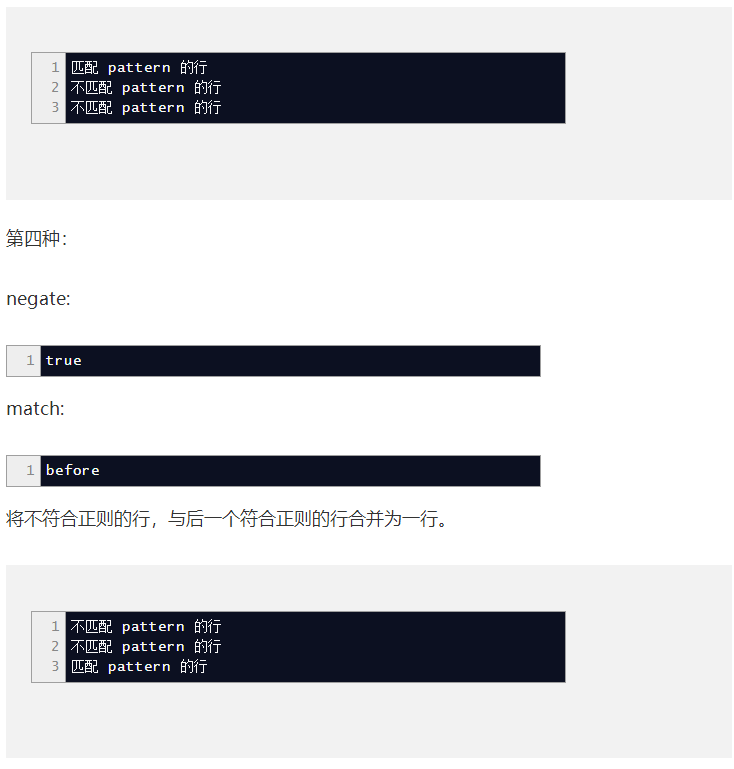 1 匹配 pattern 的行
2 不匹配 pattern 的行
3 不匹配 pattern 的行
第四种：
negate:
1 true
match:
1 before
将不符合正则的行，与后一个符合正则的行合并为一行。
1 不匹配 pattern 的行
2 不匹配 pattern 的行
3 匹配 pattern 的行